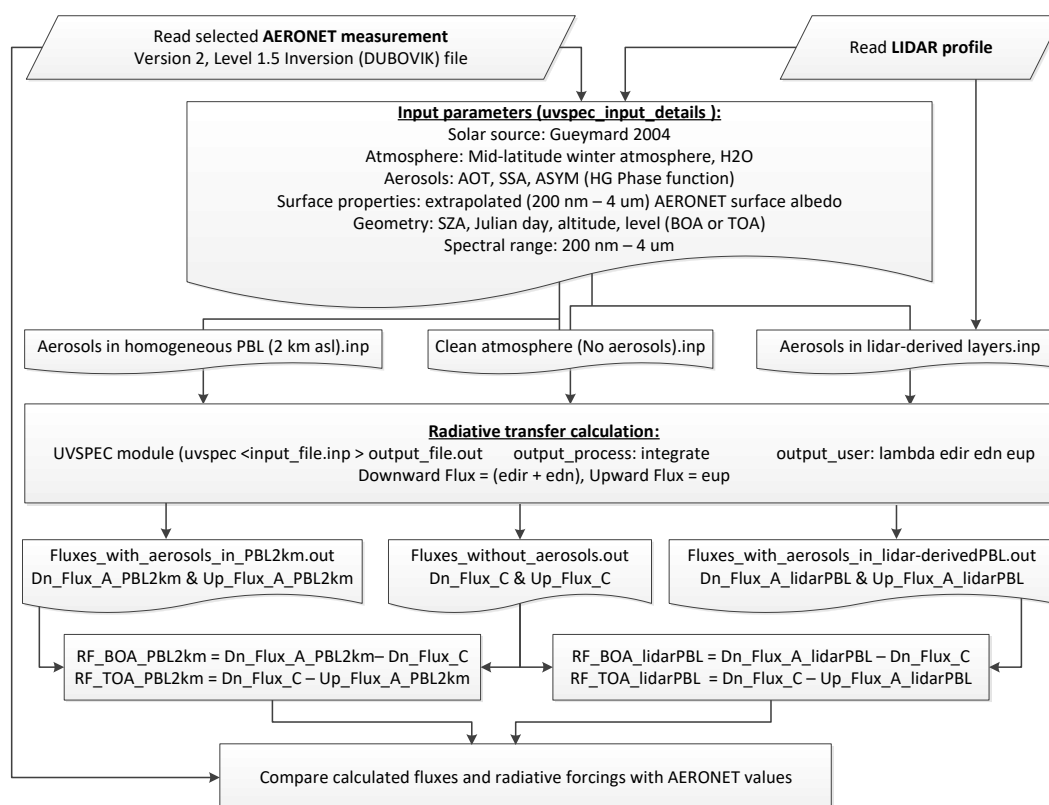 Read selected AERONET measurement
Version 2, Level 1.5 Inversion (DUBOVIK) file
Read LIDAR profile
Input parameters (uvspec_input_details ):
Solar source: Gueymard 2004
Atmosphere: Mid-latitude winter atmosphere, H2O
Aerosols: AOT, SSA, ASYM (HG Phase function)
Surface properties: extrapolated (200 nm – 4 um) AERONET surface albedo
Geometry: SZA, Julian day, altitude, level (BOA or TOA)
Spectral range: 200 nm – 4 um
Aerosols in homogeneous PBL (2 km asl).inp
Clean atmosphere (No aerosols).inp
Aerosols in lidar-derived layers.inp
Radiative transfer calculation:
UVSPEC module (uvspec <input_file.inp > output_file.out output_process: integrate output_user: lambda edir edn eup
Downward Flux = (edir + edn), Upward Flux = eup
Fluxes_with_aerosols_in_PBL2km.out
Dn_Flux_A_PBL2km & Up_Flux_A_PBL2km
Fluxes_without_aerosols.out
Dn_Flux_C & Up_Flux_C
Fluxes_with_aerosols_in_lidar-derivedPBL.out
Dn_Flux_A_lidarPBL & Up_Flux_A_lidarPBL
RF_BOA_PBL2km = Dn_Flux_A_PBL2km– Dn_Flux_C
RF_TOA_PBL2km = Dn_Flux_C – Up_Flux_A_PBL2km
RF_BOA_lidarPBL = Dn_Flux_A_lidarPBL – Dn_Flux_C
RF_TOA_lidarPBL = Dn_Flux_C – Up_Flux_A_lidarPBL
Compare calculated fluxes and radiative forcings with AERONET values